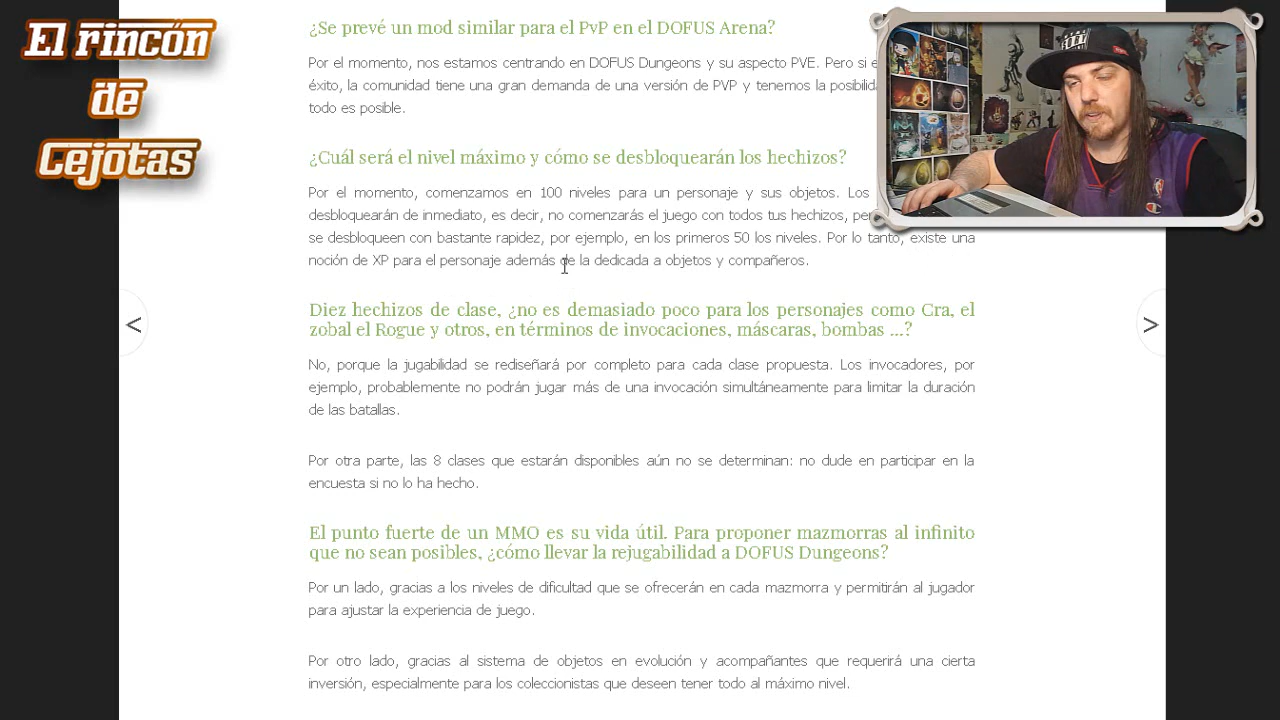 El rincón
de
Cejotas
¿Se prevé un mod similar para el PvP en el DOFUS Arena?
Por el momento, nos estamos centrando en DOFUS Dungeons y su aspecto PVE. Pero si
éxito, la comunidad tiene una gran demanda de una versión de PVP y tenemos la
todo es posible.
¿Cuál será el nivel máximo y cómo se desbloquearán los hechizos?
Por el momento, comenzamos en 100 niveles para un personaje y sus objetos. Los
desbloquearán de inmediato, es decir, no comenzarás el juego con todos tus hechizos,
se desbloqueen con bastante rapidez, por ejemplo, en los primeros 50 los niveles. Por lo tanto, existe una
noción de XP para el personaje además de la dedicada a objetos y compañeros.
Diez hechizos de clase, ¿no es demasiado poco para los personajes como Cra, el
zobal el Rogue y otros, en términos de invocaciones, máscaras, bombas ...?
No, porque la jugabilidad se rediseñará por completo para cada clase propuesta. Los invocadores, por
ejemplo, probablemente no podrán jugar más de una invocación simultáneamente para limitar la duración
de las batallas.
Por otra parte, las 8 clases que estarán disponibles aún no se determinan: no dude en participar en la
encuesta si no lo ha hecho.
El punto fuerte de un MMO es su vida útil. Para proponer mazmorras al infinito
que no sean posibles, ¿cómo llevar la rejugabilidad a DOFUS Dungeons?
Por un lado, gracias a los niveles de dificultad que se ofrecerán en cada mazmorra y permitirán al jugador
para ajustar la experiencia de juego.
Por otro lado, gracias al sistema de objetos en evolución y acompañantes que requerirá una cierta
inversión, especialmente para los coleccionistas que deseen tener todo al máximo nivel.